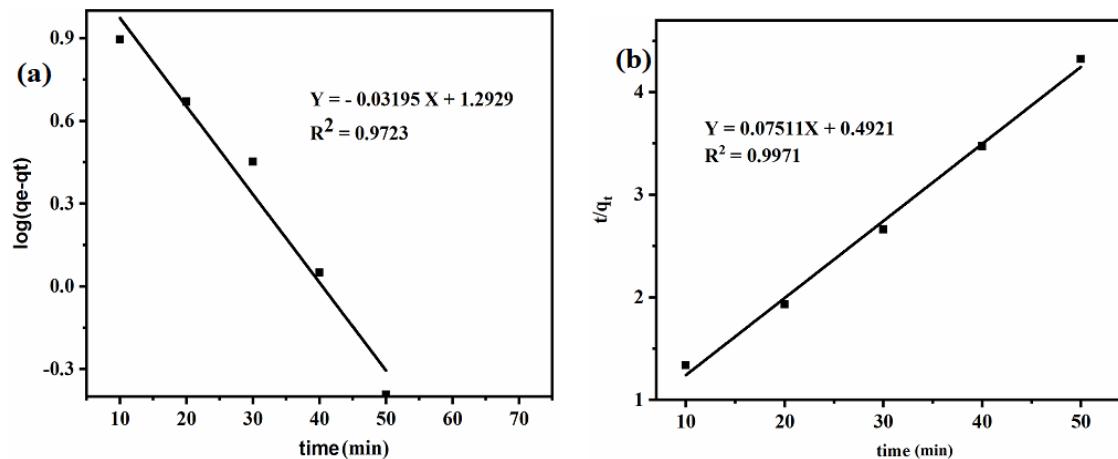 (a)
log(qe-qt)
0.9
0.6
0.3
0.0
-0.3
Y = - 0.03195 X + 1.2929
R² = 0.9723
10 20 30 40 50 60 70
time (min)
(b)
t/qₜ
4
3
2
1
Y = 0.07511X + 0.4921
R² = 0.9971
10 20 30 40 50
time (min)